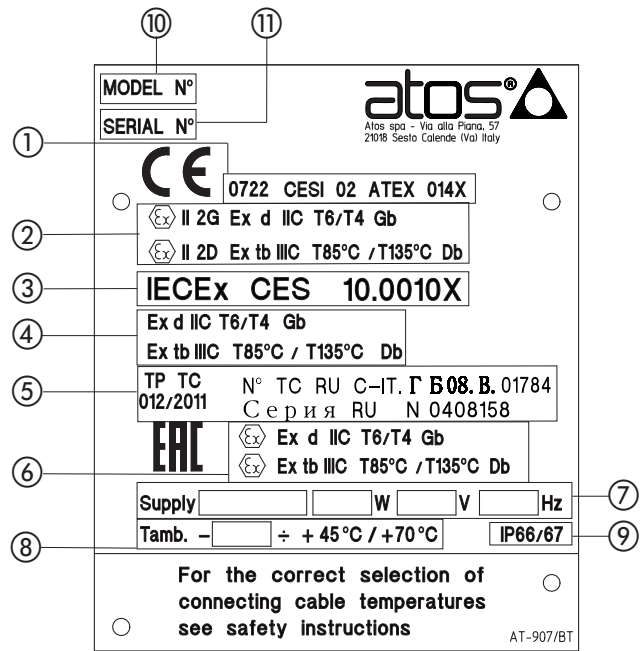 ⑩ ⑪
MODEL N°
SERIAL N°
atos®
Atos spa - Via alla Piana, 57
21018 Sesto Calende (Va) Italy
①
CE
0722 CESI 02 ATEX 014X
②
Ex II 2G Ex d IIC T6/T4 Gb
Ex II 2D Ex tb IIIC T85°C / T135°C Db
③
IECEx CES 10.0010X
④
Ex d IIC T6/T4 Gb
Ex tb IIIC T85°C / T135°C Db
⑤
TP TC N° TC RU C-IT. Г Б08. В. 01784
012/2011 Серия RU N 0408158
EAC
⑥
Ex Ex d IIC T6/T4 Gb
Ex Ex tb IIIC T85°C / T135°C Db
Supply W V Hz ⑦
⑧ Tamb. - ÷ + 45°C / +70°C IP66/67 ⑨
For the correct selection of
connecting cable temperatures
see safety instructions
AT-907/BT